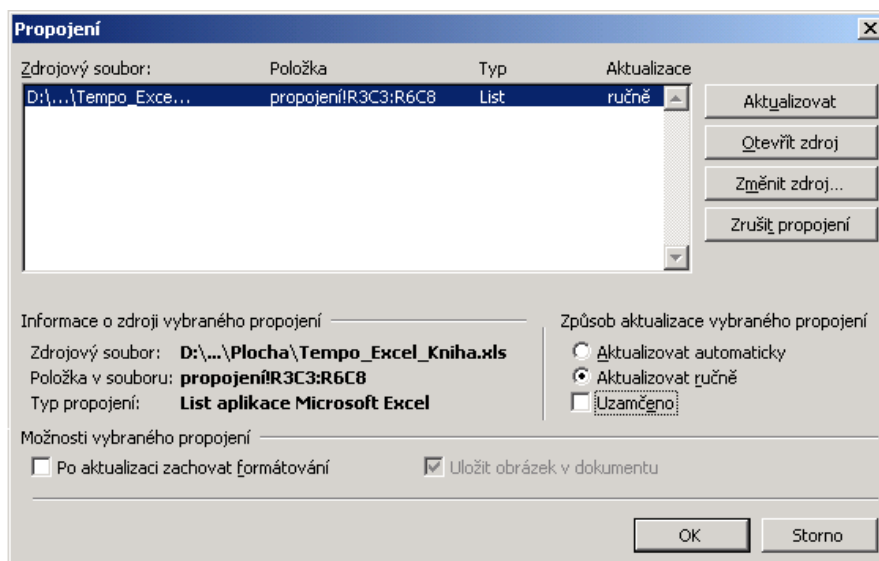 Propojení
Zdrojový soubor: Položka Typ Aktualizace
D:\...\Tempo_Exce... propojení!R3C3:R6C8 List ručně
Aktualizovat
Otevřít zdroj
Změnit zdroj...
Zrušit propojení
Informace o zdroji vybraného propojení
Zdrojový soubor: D:\...\Plocha\Tempo_Excel_Kniha.xls
Položka v souboru: propojení!R3C3:R6C8
Typ propojení: List aplikace Microsoft Excel
Způsob aktualizace vybraného propojení
Aktualizovat automaticky
Aktualizovat ručně
Uzamčeno
Možnosti vybraného propojení
Po aktualizaci zachovat formátování
Uložit obrázek v dokumentu
OK
Storno